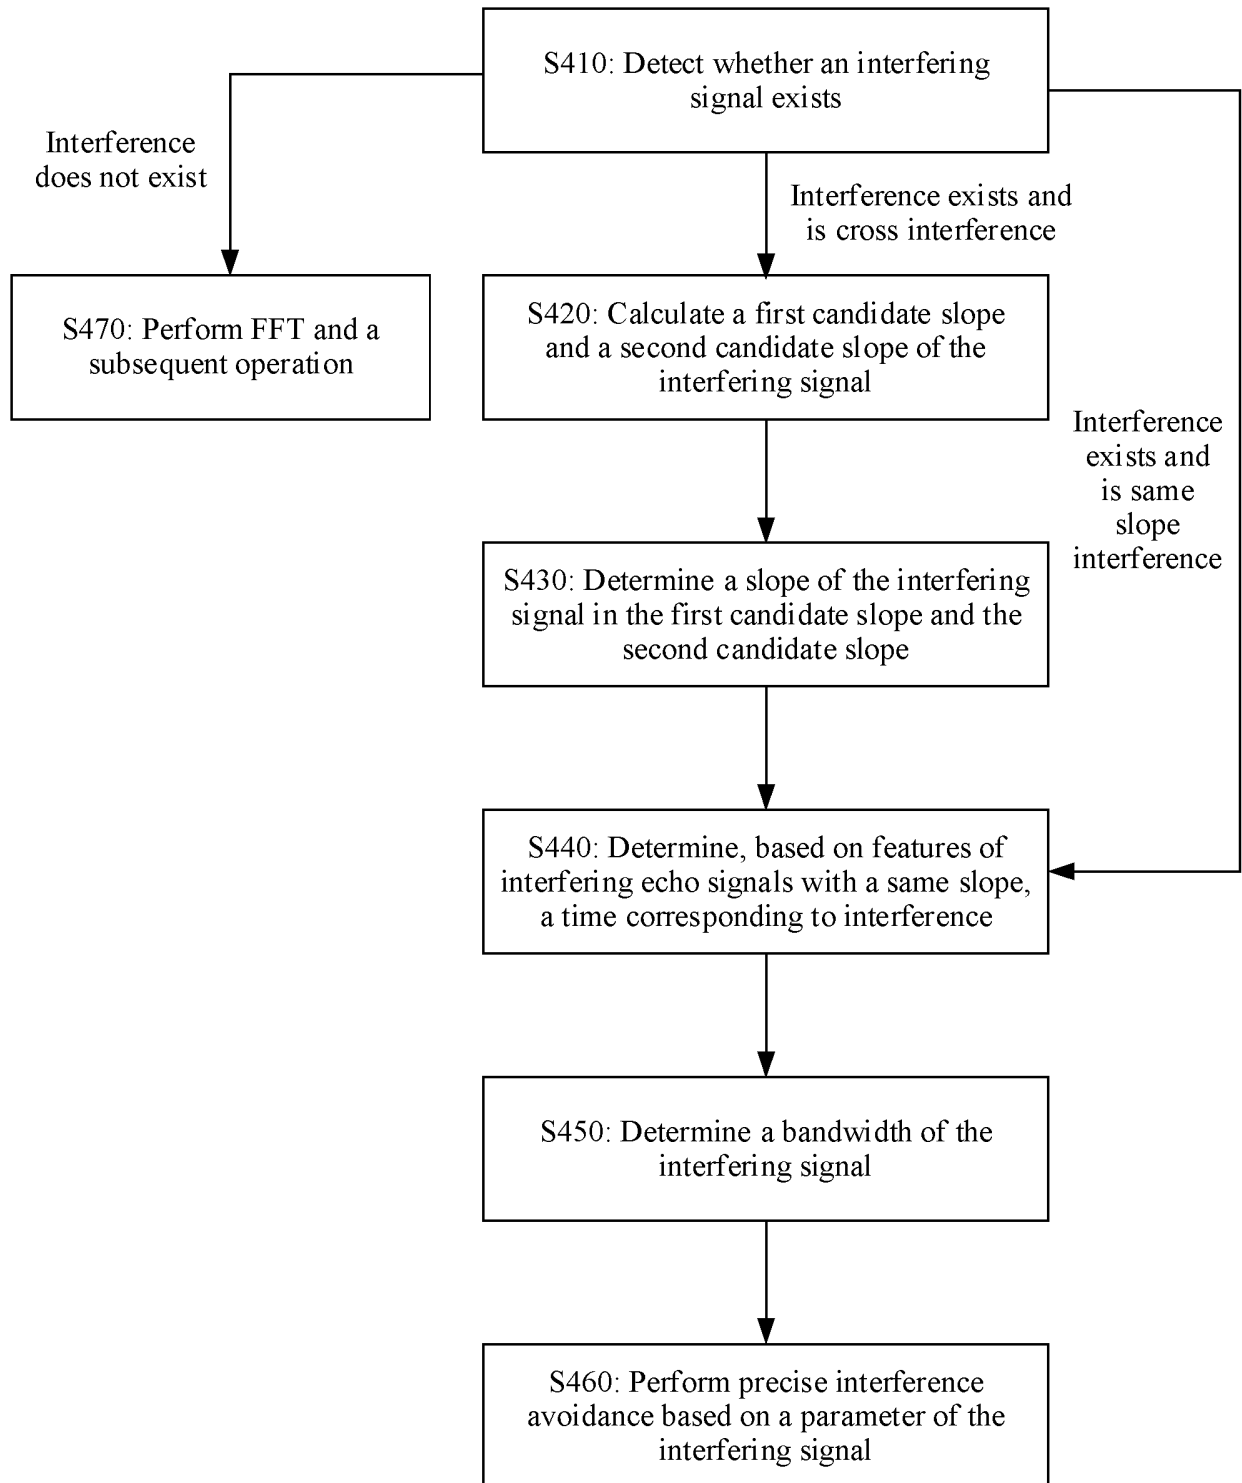 S410: Detect whether an interfering
signal exists
Interference
does not exist
Interference exists and
is cross interference
S470: Perform FFT and a
subsequent operation
S420: Calculate a first candidate slope
and a second candidate slope of the
interfering signal
Interference
exists and
is same
slope
interference
S430: Determine a slope of the interfering
signal in the first candidate slope and the
second candidate slope
S440: Determine, based on features of
interfering echo signals with a same slope,
a time corresponding to interference
S450: Determine a bandwidth of the
interfering signal
S460: Perform precise interference
avoidance based on a parameter of the
interfering signal